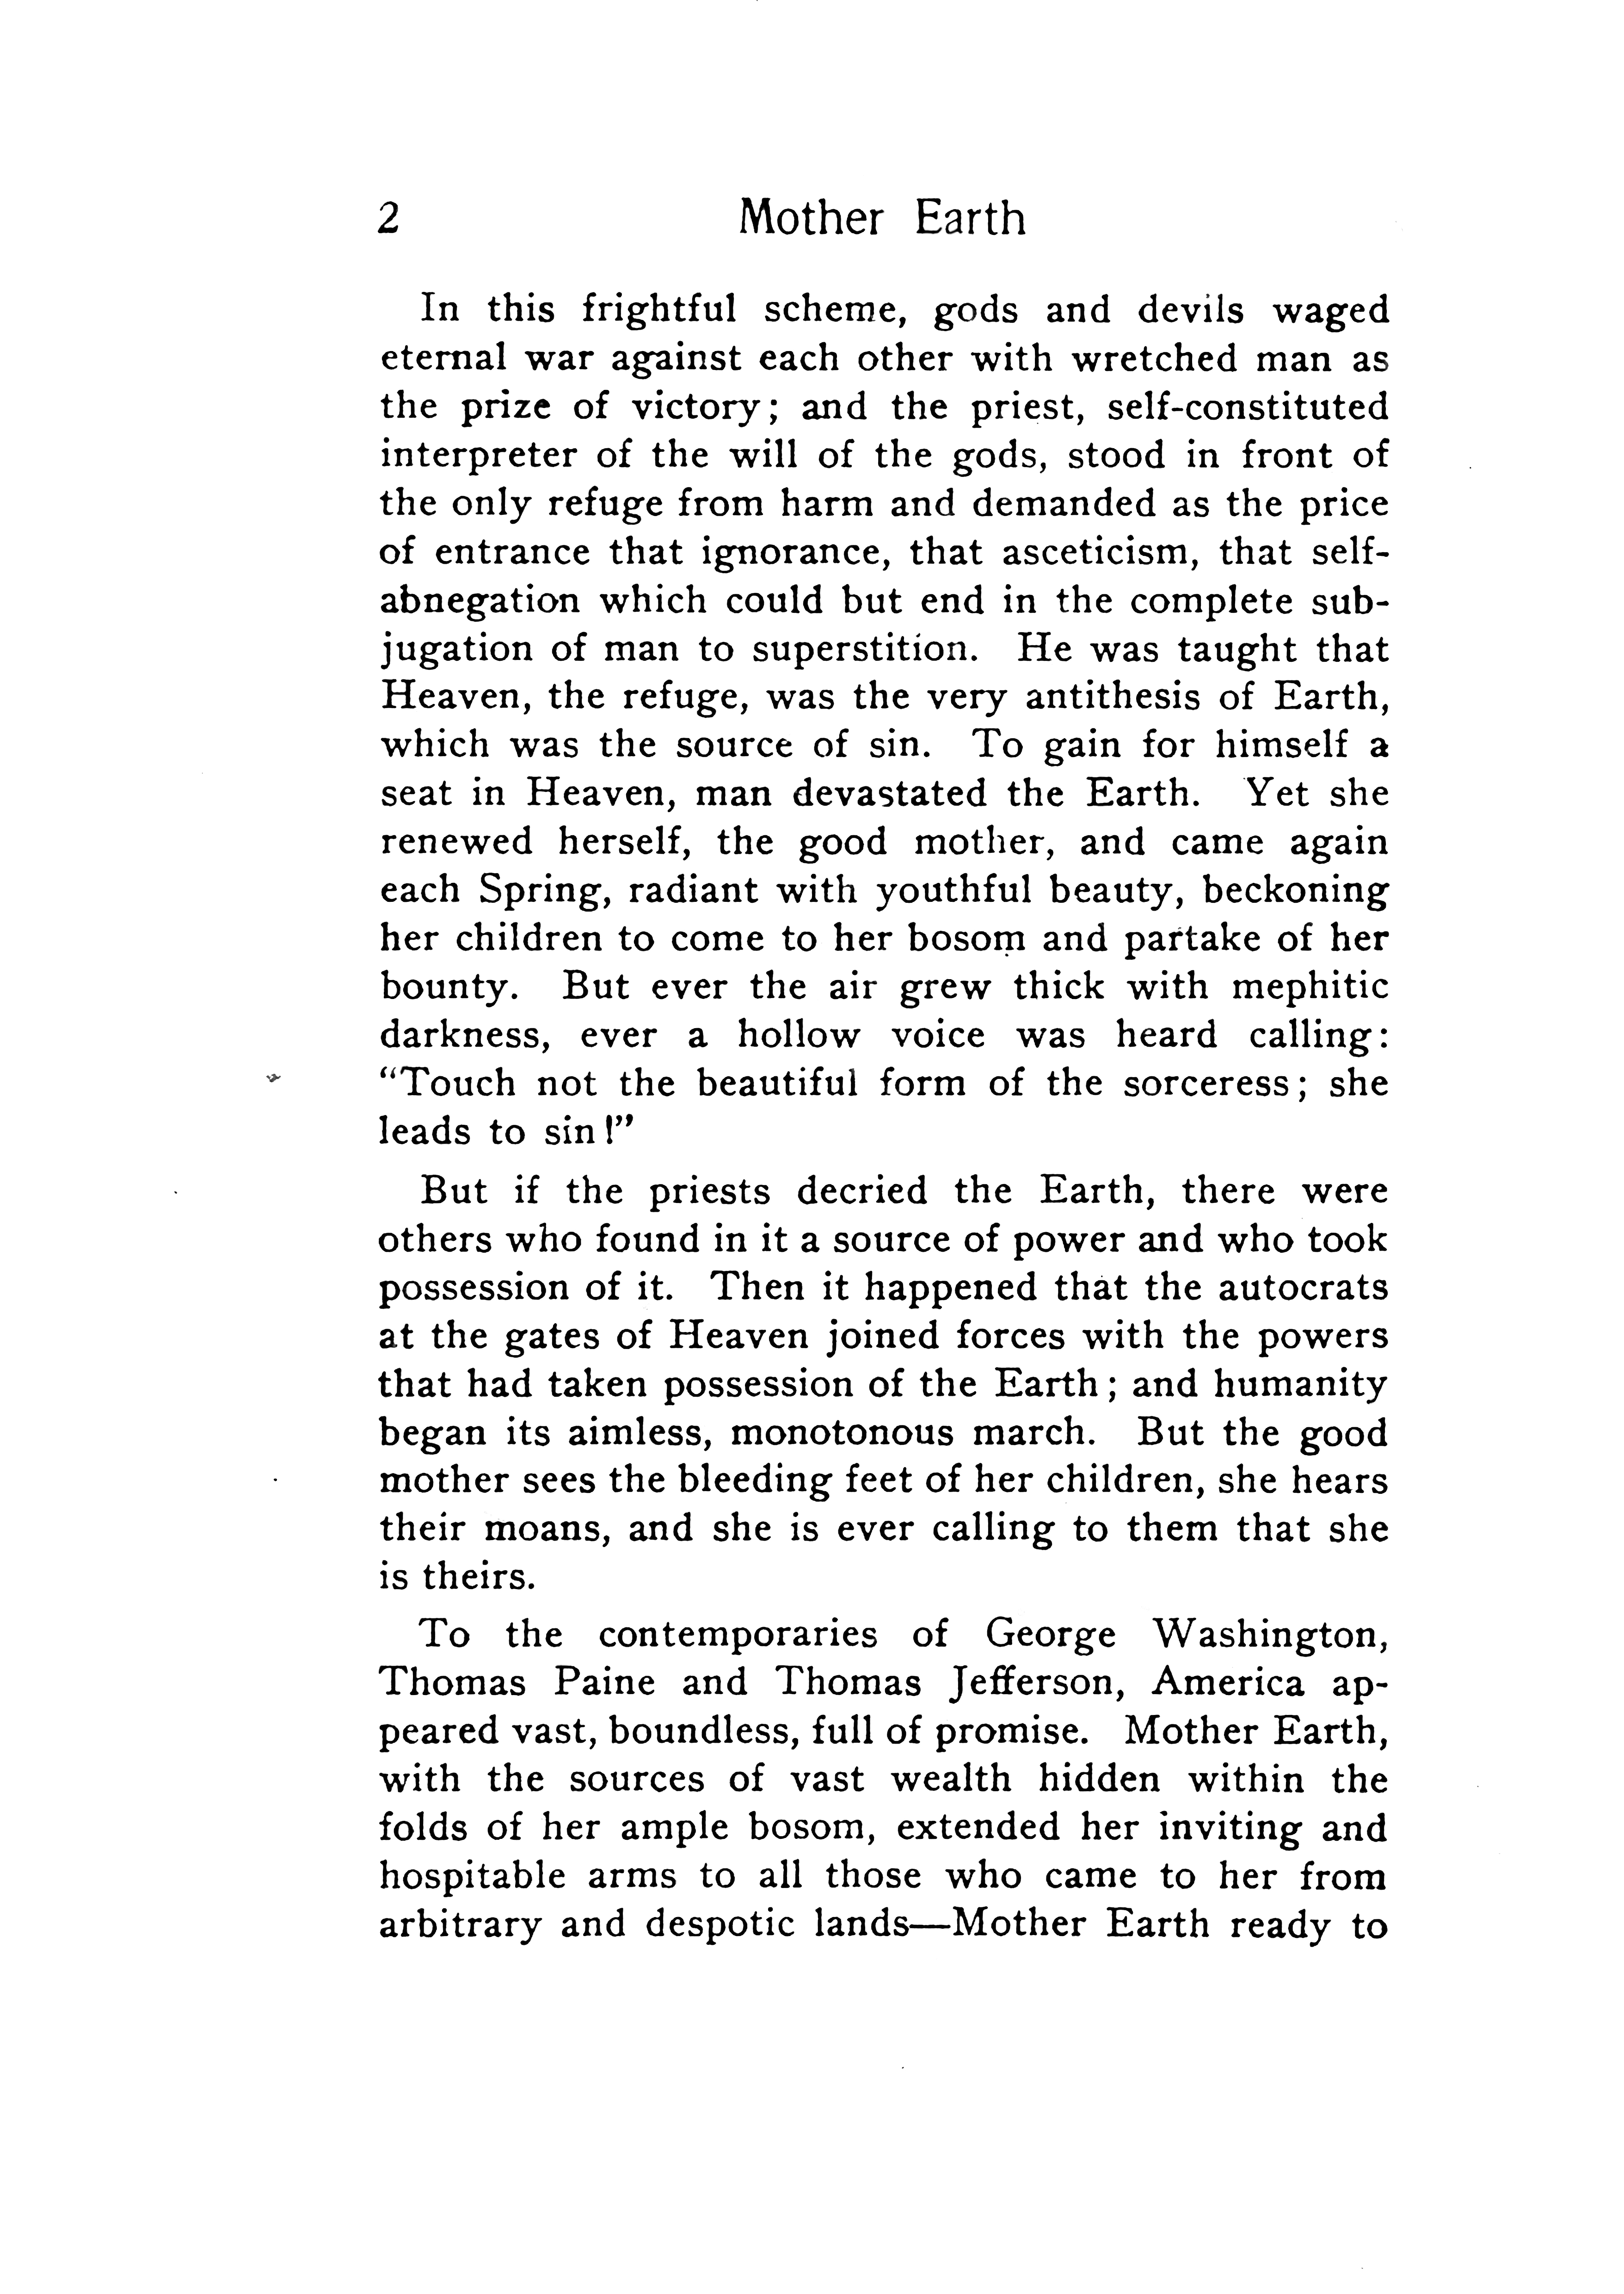 2 Mother Earth
In this frightful scheme, gods and devils waged
eternal war against each other with wretched man as
the prize of victory; and the priest, self-constituted
interpreter of the will of the gods, stood in front of
the only refuge from harm and demanded as the price
of entrance that ignorance, that asceticism, that self-
abnegation which could but end in the complete sub-
jugation of man to superstition. He was taught that
Heaven, the refuge, was the very antithesis of Earth,
which was the source of sin. To gain for himself a
seat in Heaven, man devastated the Earth. Yet she
renewed herself, the good mother, and came again
each Spring, radiant with youthful beauty, beckoning
her children to come to her bosom and partake of her
bounty. But ever the air grew thick with mephitic
darkness, ever a hollow voice was heard calling:
“Touch not the beautiful form of the sorceress; she
leads to sin!”
But if the priests decried the Earth, there were
others who found in it a source of power and who took
possession of it. Then it happened that the autocrats
at the gates of Heaven joined forces with the powers
that had taken possession of the Earth; and humanity
began its aimless, monotonous march. But the good
mother sees the bleeding feet of her children, she hears
their moans, and she is ever calling to them that she
is theirs.
To the contemporaries of George Washington,
Thomas Paine and Thomas Jefferson, America ap-
peared vast, boundless, full of promise. Mother Earth,
with the sources of vast wealth hidden within the
folds of her ample bosom, extended her inviting and
hospitable arms to all those who came to her from
arbitrary and despotic lands—Mother Earth ready to